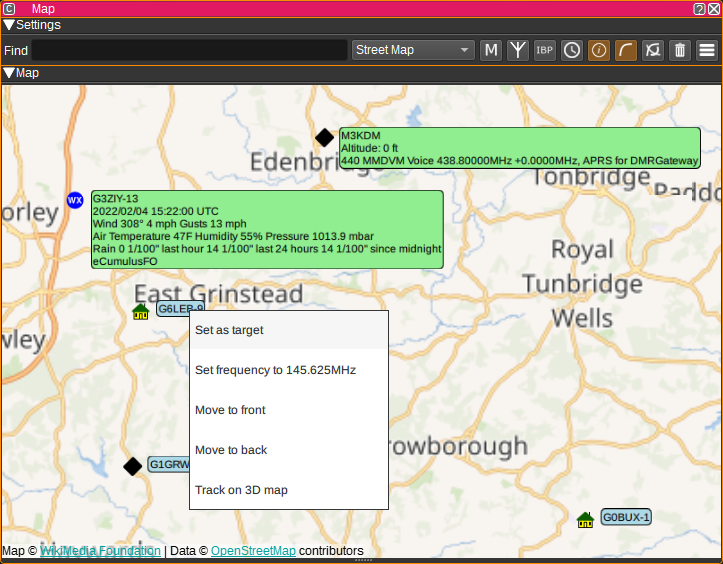 C Map ?
Settings
Find Street Map M IBP i
Map
M3KDM
Altitude: 0 ft
440 MMDVM Voice 438.80000MHz +0.0000MHz, APRS for DMRGateway
Edenbridge
Tonbridge
Paddo
orley
WX
G3ZIY-13
2022/02/04 15:22:00 UTC
Wind 308° 4 mph Gusts 13 mph
Air Temperature 47F Humidity 55% Pressure 1013.9 mbar
Rain 0 1/100" last hour 14 1/100" last 24 hours 14 1/100" since midnight
eCumulusFO
Royal
Tunbridge
Wells
East Grinstead
G6LEB-9
wley
Set as target
Set frequency to 145.625MHz
Move to front
Move to back
Track on 3D map
rowborough
G1GRW
G0BUX-1
Map © WikiMedia Foundation | Data © OpenStreetMap contributors